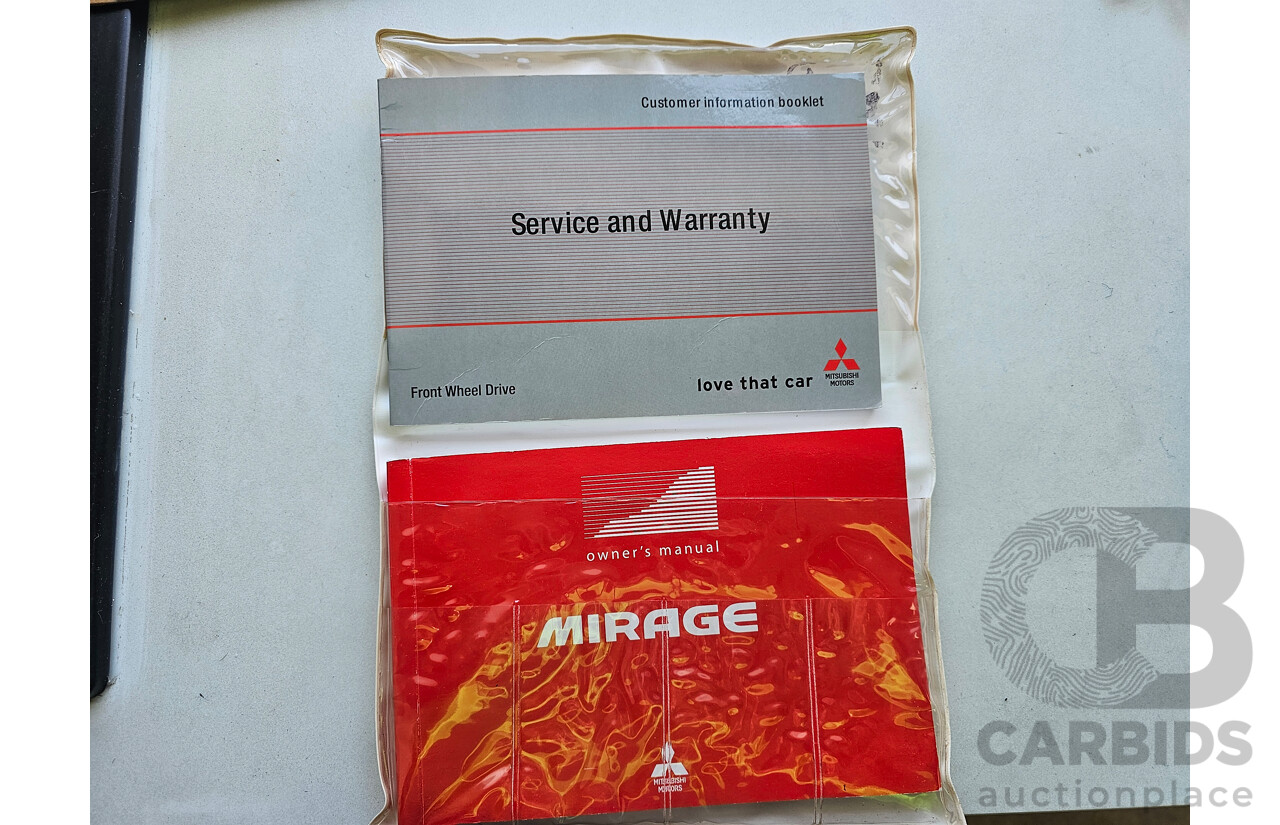 Customer information booklet
Service and Warranty
Front Wheel Drive
love that car
MITSUBISHI
MOTORS
owner's manual
MIRAGE
MITSUBISHI
MOTORS
CB
CARBIDS
auctionplace